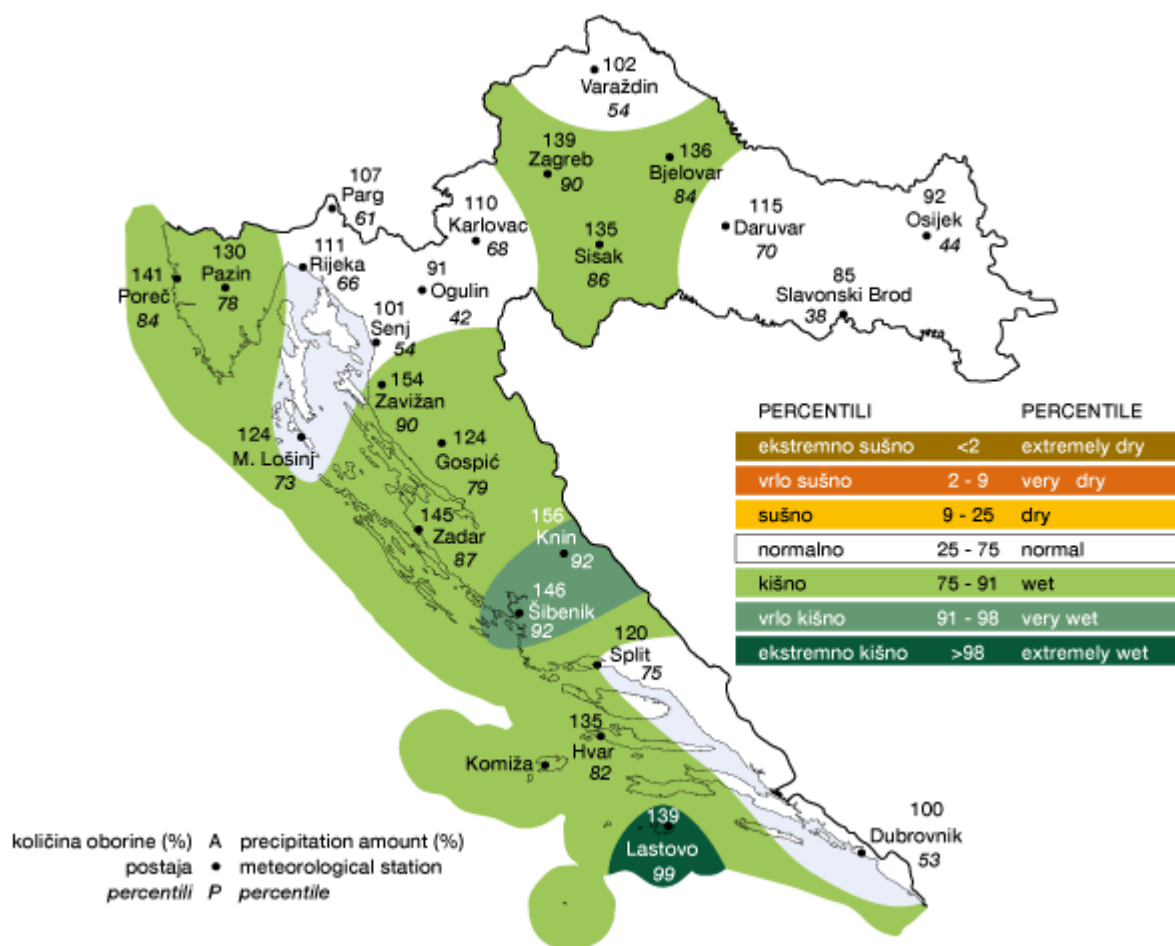 102
Varaždin
54
139
Zagreb
90
136
Bjelovar
84
107
Parg
61
110
Karlovac
68
115
Daruvar
70
92
Osijek
44
135
Sisak
86
111
Rijeka
66
130
Pazin
78
141
Poreč
84
91
Ogulin
42
85
Slavonski Brod
38
101
Senj
54
154
Zavižan
90
124
M. Lošinj
73
124
Gospić
79
145
Zadar
87
156
Knin
92
146
Šibenik
92
120
Split
75
135
Hvar
82
Komiža
139
Lastovo
99
100
Dubrovnik
53
PERCENTILI PERCENTILE
ekstremno sušno <2 extremely dry
vrlo sušno 2 - 9 very dry
sušno 9 - 25 dry
normalno 25 - 75 normal
kišno 75 - 91 wet
vrlo kišno 91 - 98 very wet
ekstremno kišno >98 extremely wet
količina oborine (%) A precipitation amount (%)
postaja ● meteorological station
percentili P percentile